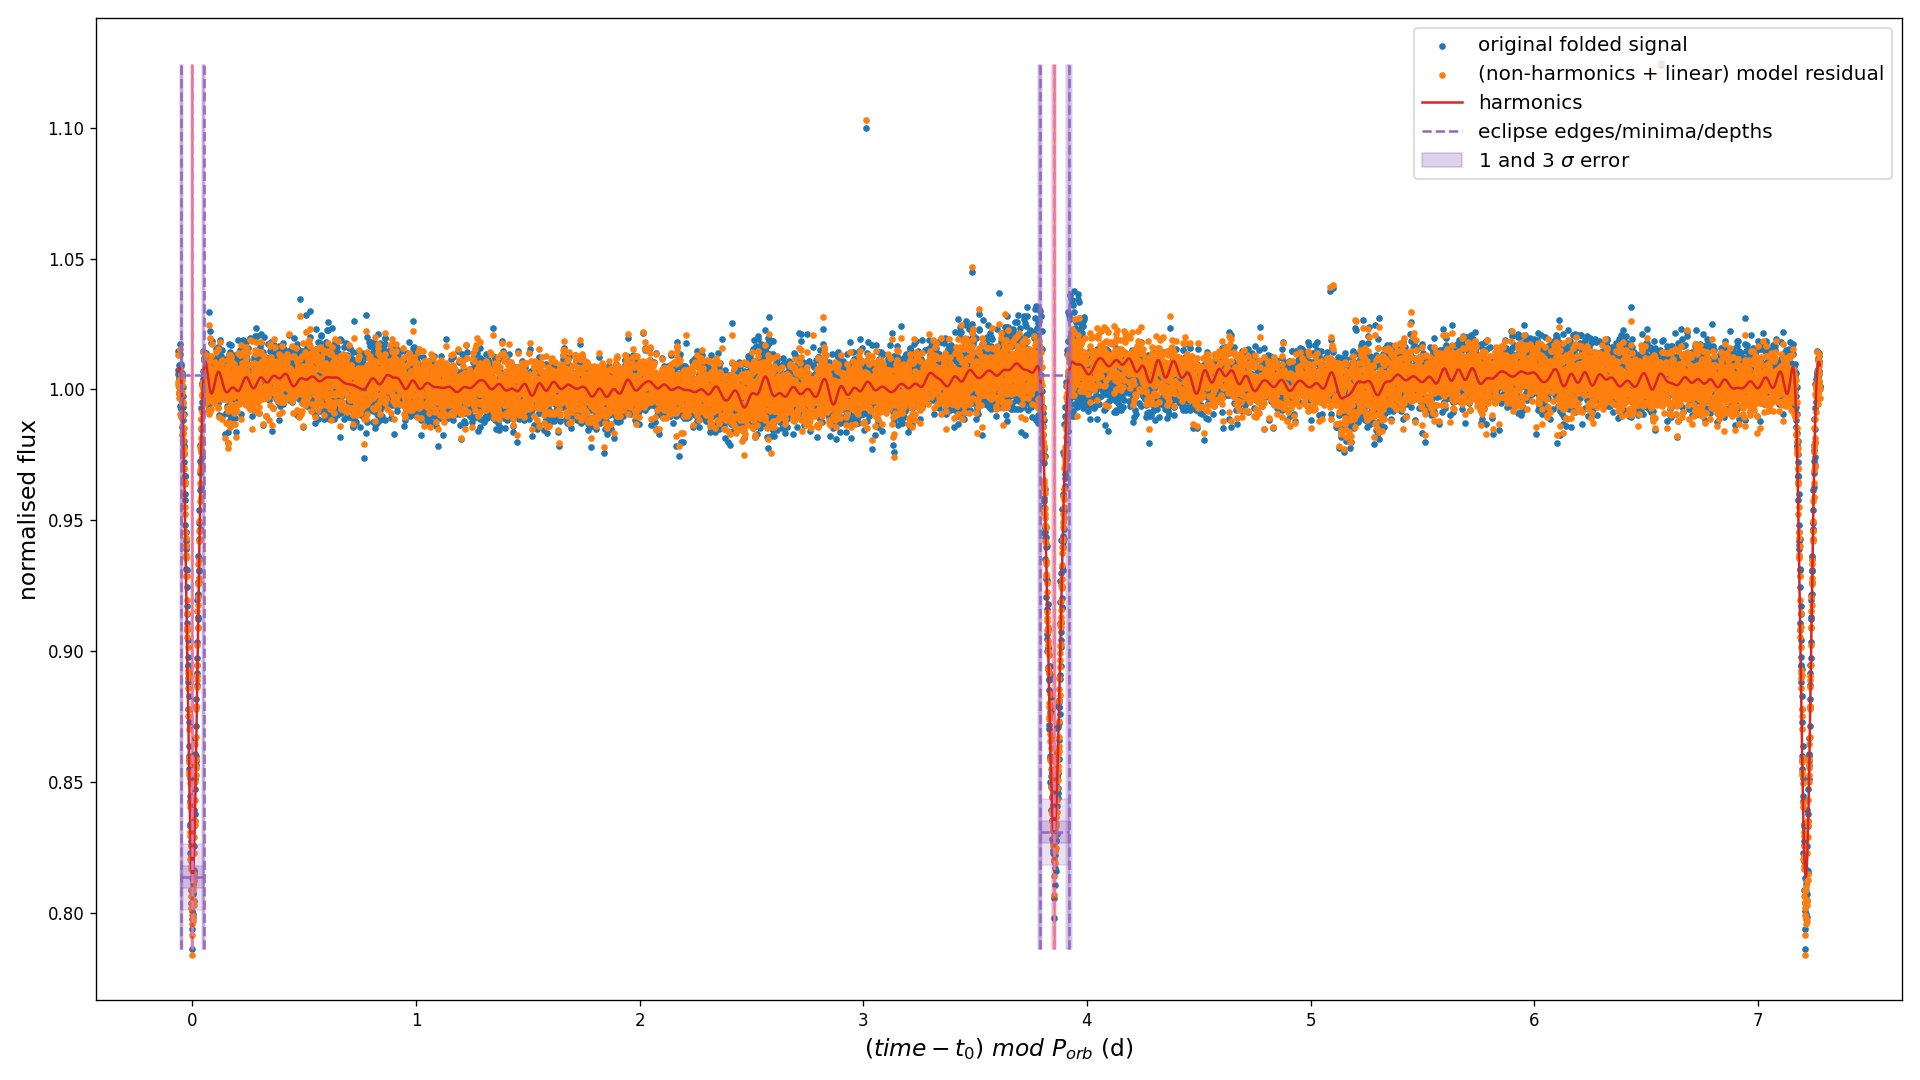 original folded signal
(non-harmonics + linear) model residual
harmonics
eclipse edges/minima/depths
1 and 3 σ error
normalised flux
1.10
1.05
1.00
0.95
0.90
0.85
0.80
0 1 2 3 4 5 6 7
(time − t₀) mod Pₒᵣb (d)